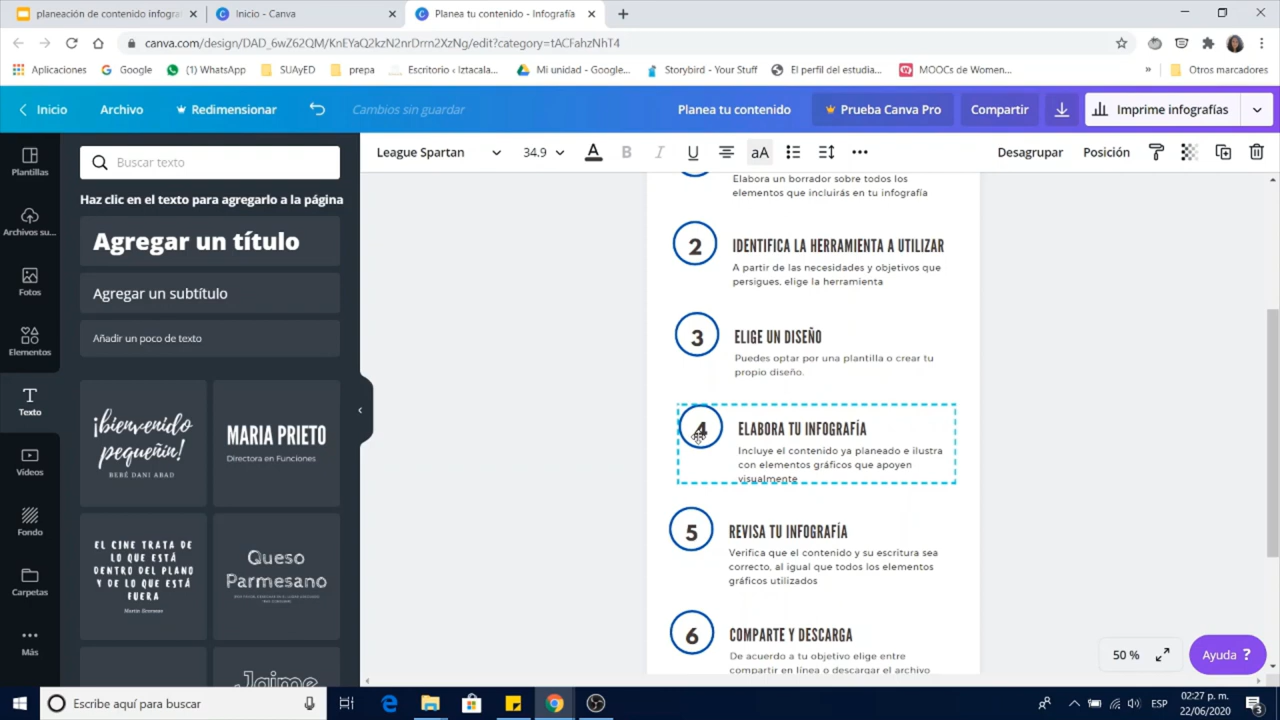 planeación de contenido infogra
Inicio - Canva
Planea tu contenido - Infografía
canva.com/design/DAD_6wZ62QM/KnEYaQ2kzN2nrDrrn2XzNg/edit?category=tACFahzNhT4
Aplicaciones
Google
(1) WhatsApp
SUAyED
prepa
Escritorio (Iztacala...
Mi unidad - Google...
Storybird - Your Stuff
El perfil del estudia...
MOOCs de Women...
»
Otros marcadores
Inicio
Archivo
Redimensionar
Cambios sin guardar
Planea tu contenido
Prueba Canva Pro
Compartir
Imprime infografías
League Spartan
34.9
A
B
I
U
aA
Desagrupar
Posición
Plantillas
Archivos su...
Fotos
Elementos
T
Texto
Vídeos
Fondo
Carpetas
Más
Buscar texto
Haz clic en el texto para agregarlo a la página
Agregar un título
Agregar un subtítulo
Añadir un poco de texto
¡bienvenido
pequeñín!
BEBÉ DANI ABAD
MARIA PRIETO
Directora en Funciones
EL CINE TRATA DE
LO QUE ESTÁ
DENTRO DEL PLANO
Y DE LO QUE ESTÁ
FUERA
Martin Scorsese
Queso
Parmesano
Jaime
Elabora un borrador sobre todos los
elementos que incluirás en tu infografía
2
IDENTIFICA LA HERRAMIENTA A UTILIZAR
A partir de las necesidades y objetivos que
persigues, elige la herramienta
3
ELIGE UN DISEÑO
Puedes optar por una plantilla o crear tu
propio diseño.
4
ELABORA TU INFOGRAFÍA
Incluye el contenido ya planeado e ilustra
con elementos gráficos que apoyen
visualmente
5
REVISA TU INFOGRAFÍA
Verifica que el contenido y su escritura sea
correcto, al igual que todos los elementos
gráficos utilizados
6
COMPARTE Y DESCARGA
De acuerdo a tu objetivo elige entre
compartir en línea o descargar el archivo
50 %
Ayuda ?
Escribe aquí para buscar
ESP
02:27 p. m.
22/06/2020
3